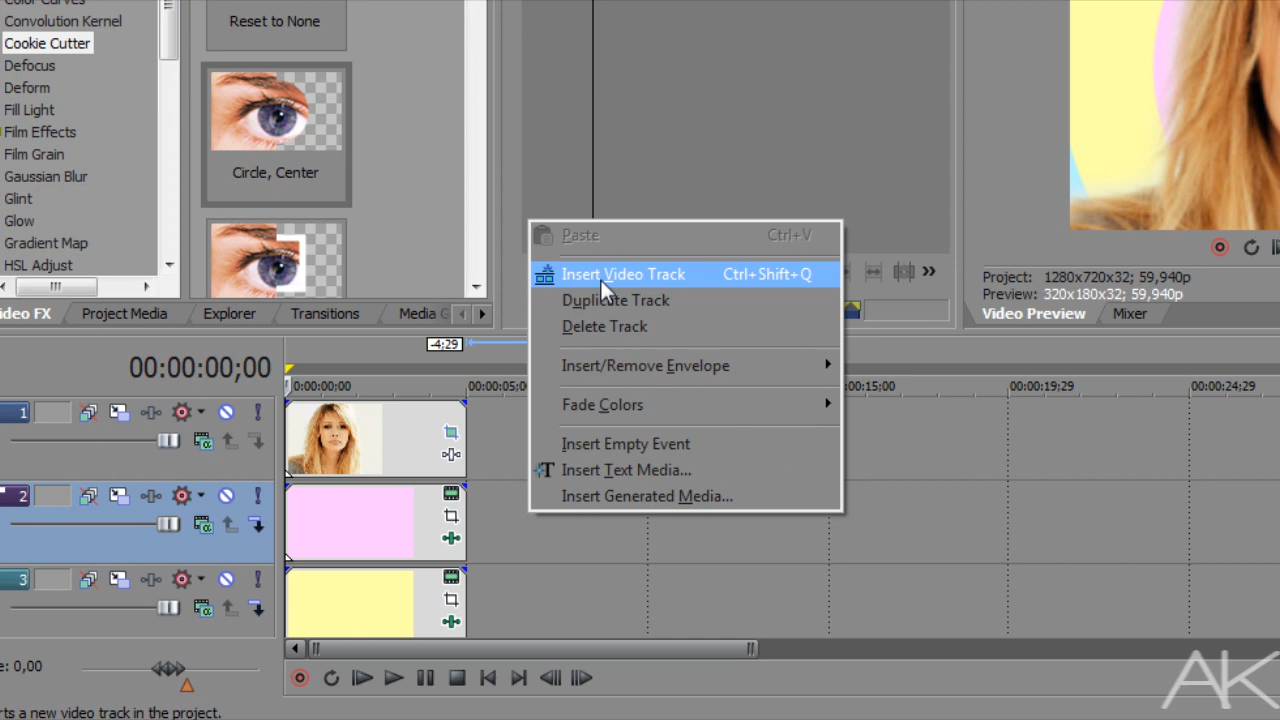 Color Curves
Convolution Kernel
Cookie Cutter
Defocus
Deform
Fill Light
Film Effects
Film Grain
Gaussian Blur
Glint
Glow
Gradient Map
HSL Adjust
Reset to None
Circle, Center
ideo FX
Project Media
Explorer
Transitions
Media G
Paste Ctrl+V
Insert Video Track Ctrl+Shift+Q
Duplicate Track
Delete Track
Insert/Remove Envelope
Fade Colors
Insert Empty Event
Insert Text Media...
Insert Generated Media...
Project: 1280x720x32; 59,940p
Preview: 320x180x32; 59,940p
Video Preview
Mixer
-4;29
00:00:00;00
0:00:00;00
00:00:05;0
:00:15;00
00:00:19;29
00:00:24;29
1
2
3
e: 0,00
rts a new video track in the project.
AK